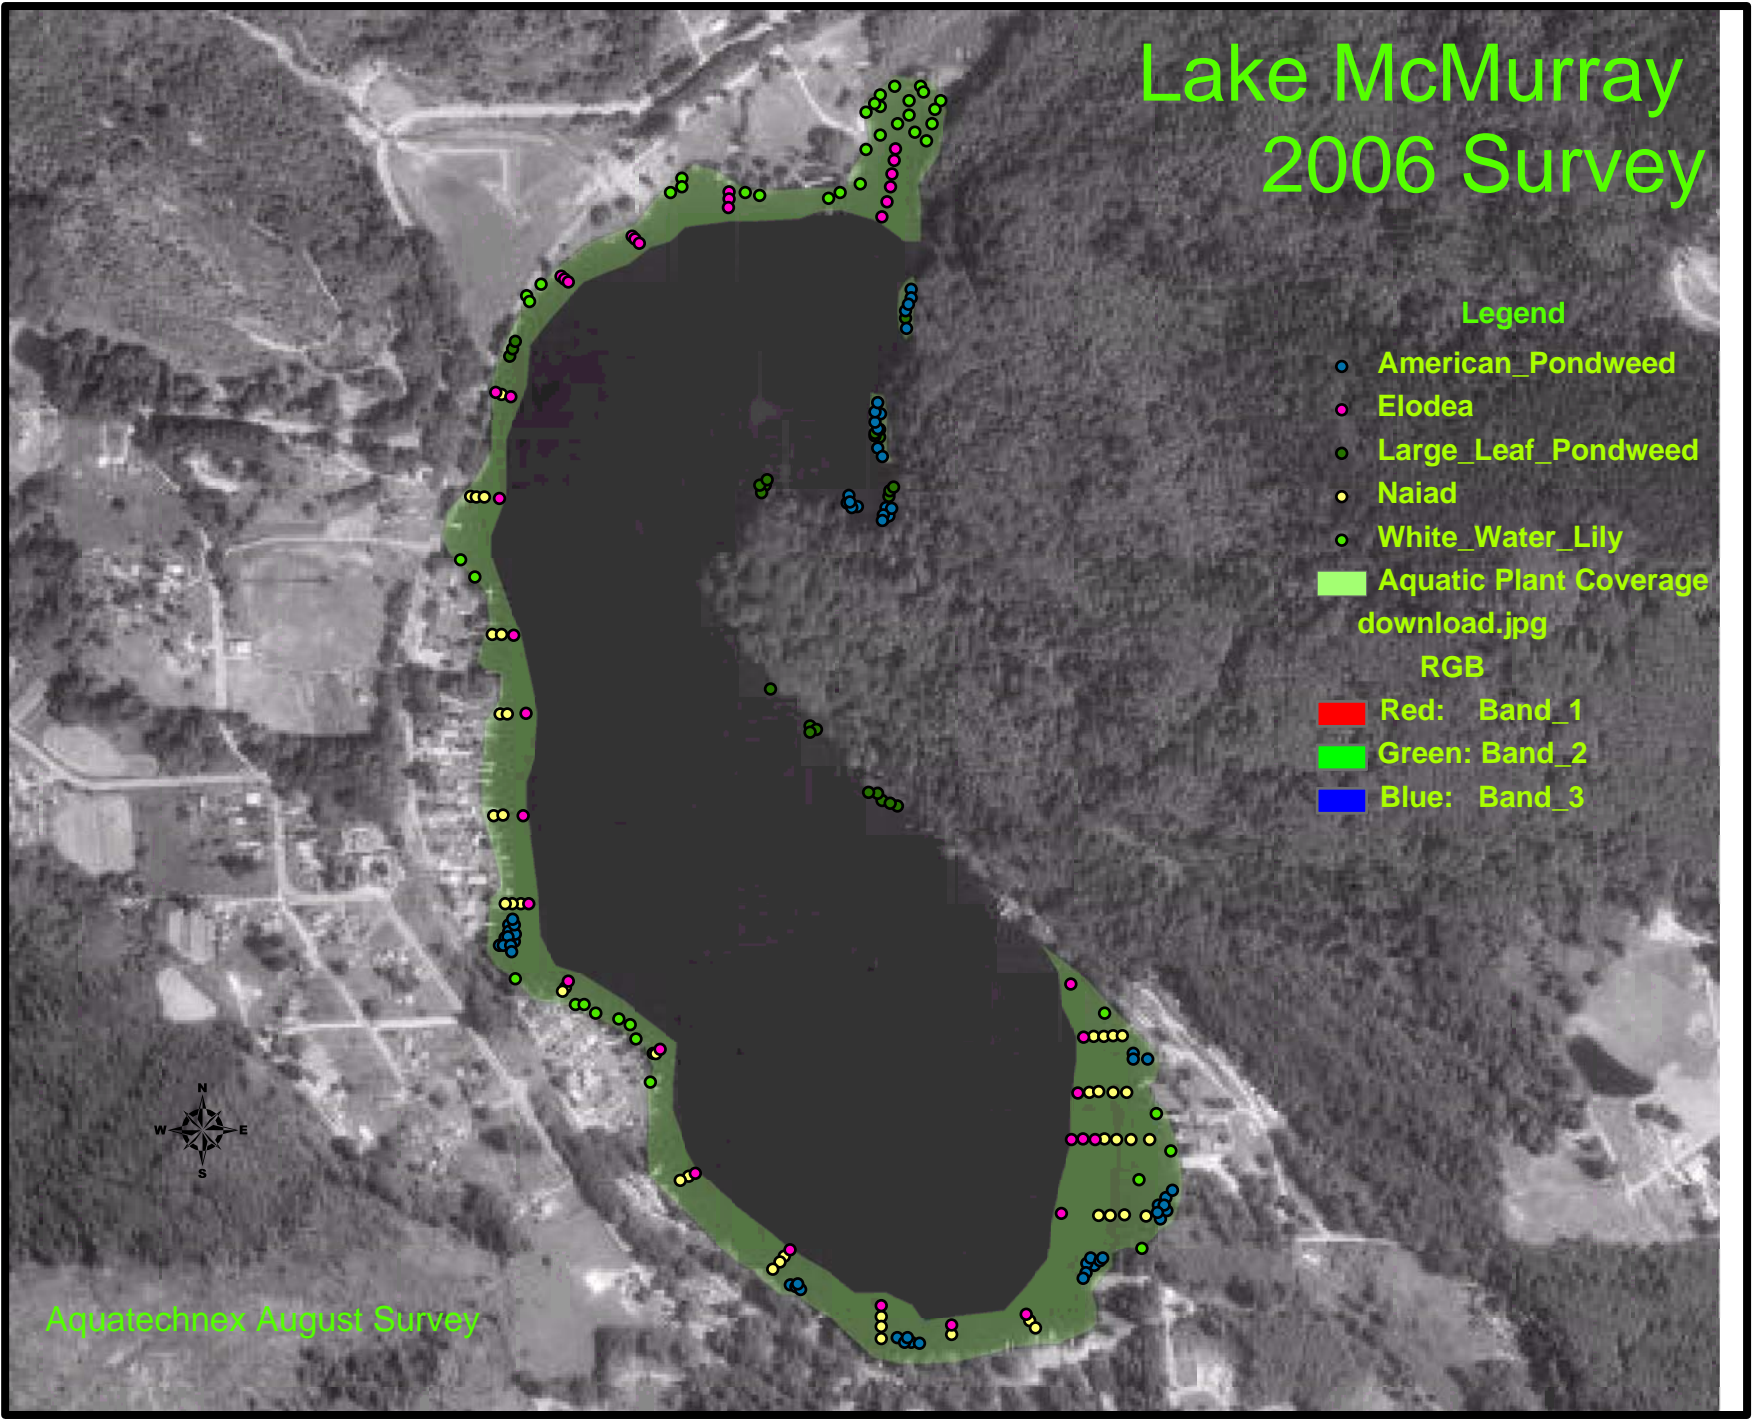 Lake McMurray
2006 Survey
Legend
American_Pondweed
Elodea
Large_Leaf_Pondweed
Naiad
White_Water_Lily
Aquatic Plant Coverage
download.jpg
RGB
Red: Band_1
Green: Band_2
Blue: Band_3
N
W E
S
Aquatechnex August Survey